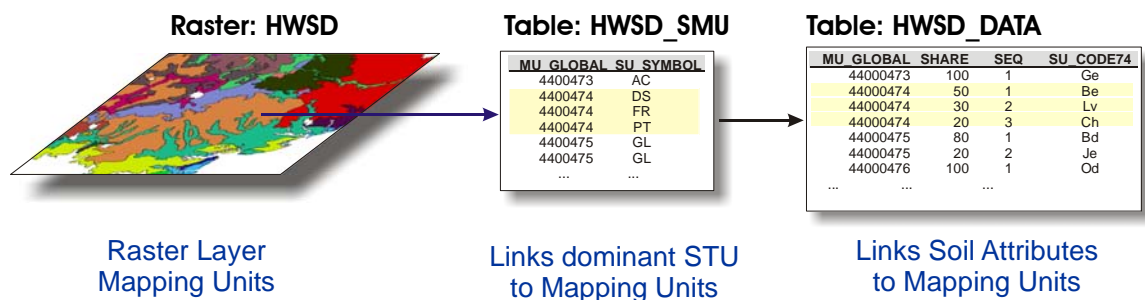 Raster: HWSD
Table: HWSD_SMU
Table: HWSD_DATA
MU_GLOBAL SU_SYMBOL
4400473 AC
4400474 DS
4400474 FR
4400474 PT
4400475 GL
4400475 GL
... ...
MU_GLOBAL SHARE SEQ SU_CODE74
44000473 100 1 Ge
44000474 50 1 Be
44000474 30 2 Lv
44000474 20 3 Ch
44000475 80 1 Bd
44000475 20 2 Je
44000476 100 1 Od
... ... ...
Raster Layer
Mapping Units
Links dominant STU
to Mapping Units
Links Soil Attributes
to Mapping Units